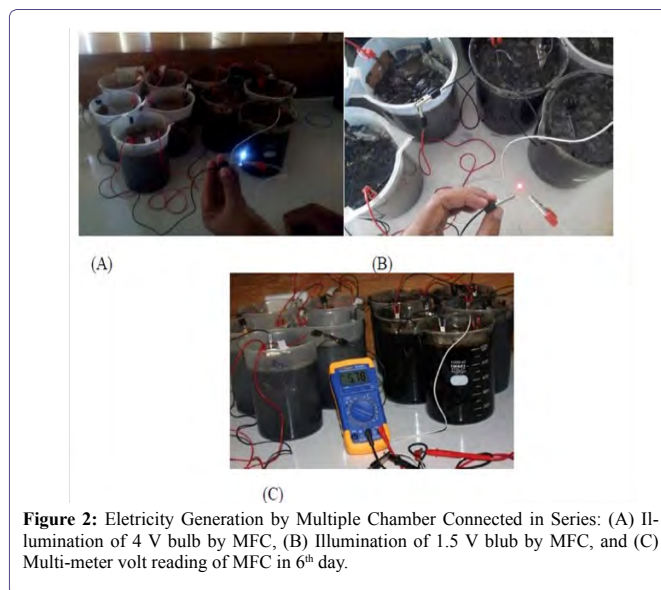 (A)
(B)
(C)
Figure 2: Eletricity Generation by Multiple Chamber Connected in Series: (A) Il-
lumination of 4 V bulb by MFC, (B) Illumination of 1.5 V blub by MFC, and (C)
Multi-meter volt reading of MFC in 6th day.